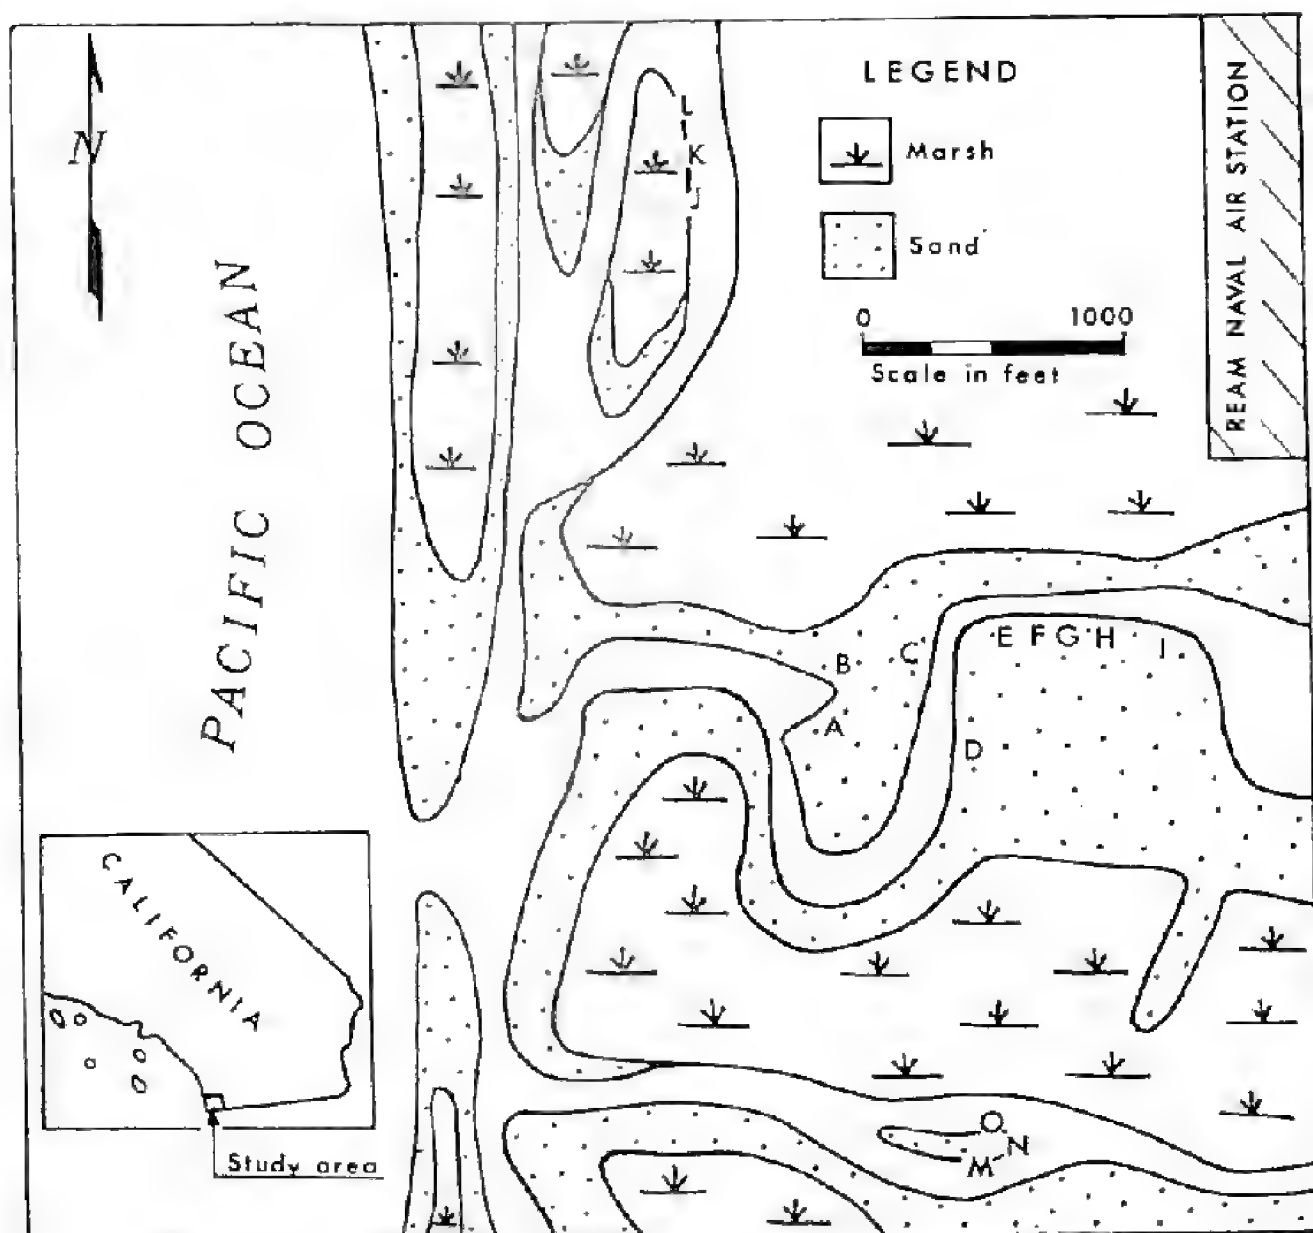 N
PACIFIC OCEAN
LEGEND
Marsh
Sand
0 1000
Scale in feet
REAM NAVAL AIR STATION
L
K
J
E F G H I
B C
A
D
O
N
M
CALIFORNIA
Study area